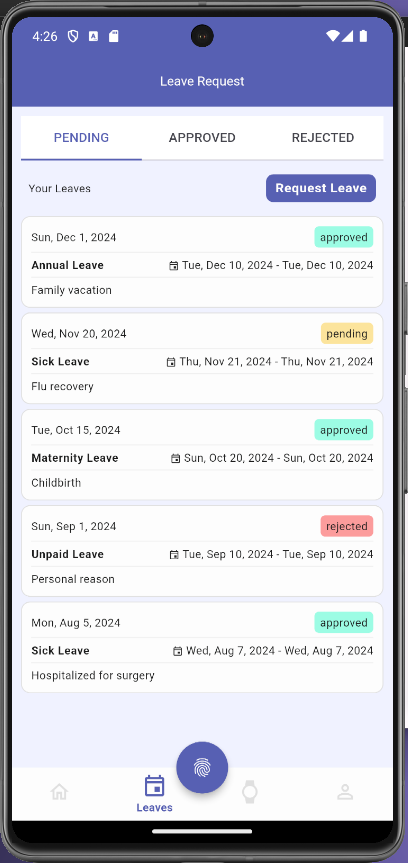 4:26
Leave Request
PENDING APPROVED REJECTED
Your Leaves Request Leave
Sun, Dec 1, 2024 approved
Annual Leave Tue, Dec 10, 2024 - Tue, Dec 10, 2024
Family vacation
Wed, Nov 20, 2024 pending
Sick Leave Thu, Nov 21, 2024 - Thu, Nov 21, 2024
Flu recovery
Tue, Oct 15, 2024 approved
Maternity Leave Sun, Oct 20, 2024 - Sun, Oct 20, 2024
Childbirth
Sun, Sep 1, 2024 rejected
Unpaid Leave Tue, Sep 10, 2024 - Tue, Sep 10, 2024
Personal reason
Mon, Aug 5, 2024 approved
Sick Leave Wed, Aug 7, 2024 - Wed, Aug 7, 2024
Hospitalized for surgery
Leaves